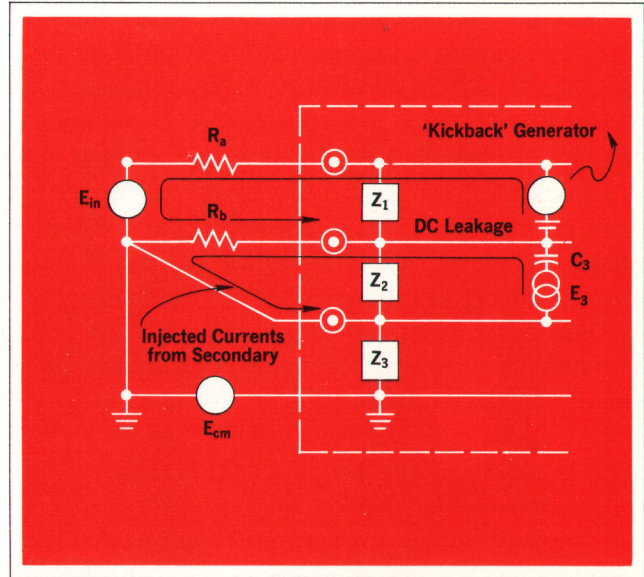 'Kickback' Generator
Ra
Ein
Z1
Rb
DC Leakage
C3
Z2
E3
Injected Currents
from Secondary
Z3
Ecm